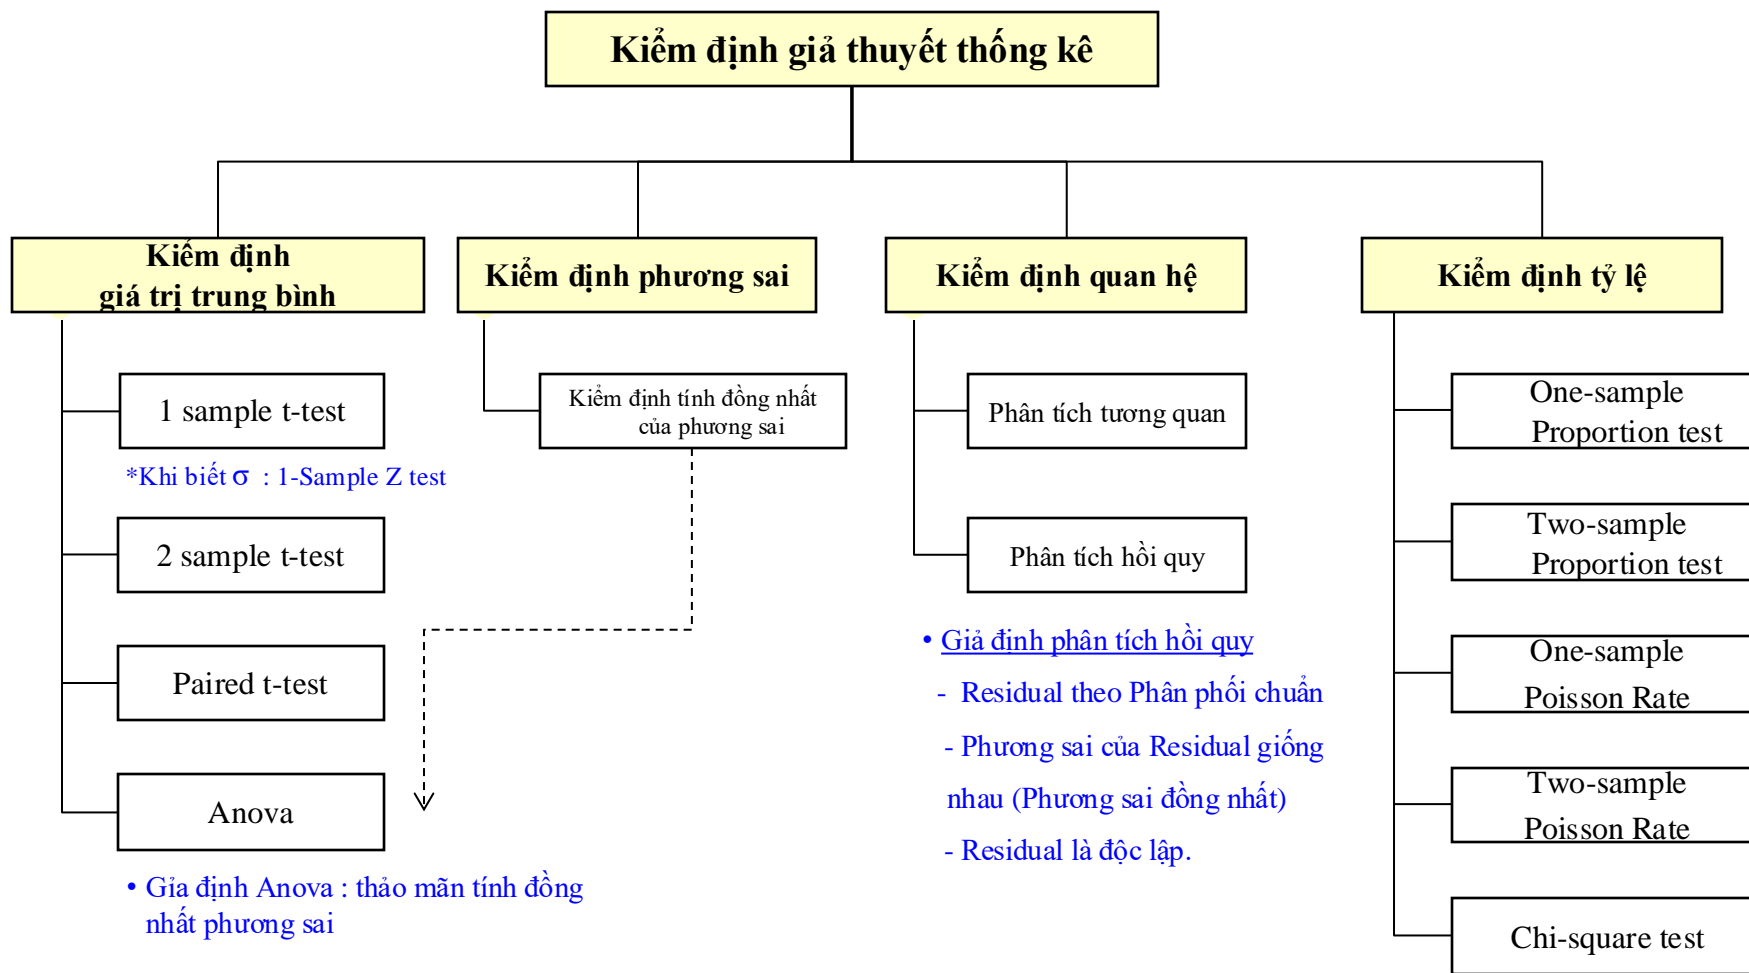 Kiểm định giả thuyết thống kê
Kiểm định
giá trị trung bình
1 sample t-test
*Khi biết σ : 1-Sample Z test
2 sample t-test
Paired t-test
Anova
• Gỉa định Anova : thảo mãn tính đồng
nhất phương sai
Kiểm định phương sai
Kiểm định tính đồng nhất
của phương sai
Kiểm định quan hệ
Phân tích tương quan
Phân tích hồi quy
• Giả định phân tích hồi quy
- Residual theo Phân phối chuẩn
- Phương sai của Residual giống
nhau (Phương sai đồng nhất)
- Residual là độc lập.
Kiểm định tỷ lệ
One-sample
Proportion test
Two-sample
Proportion test
One-sample
Poisson Rate
Two-sample
Poisson Rate
Chi-square test